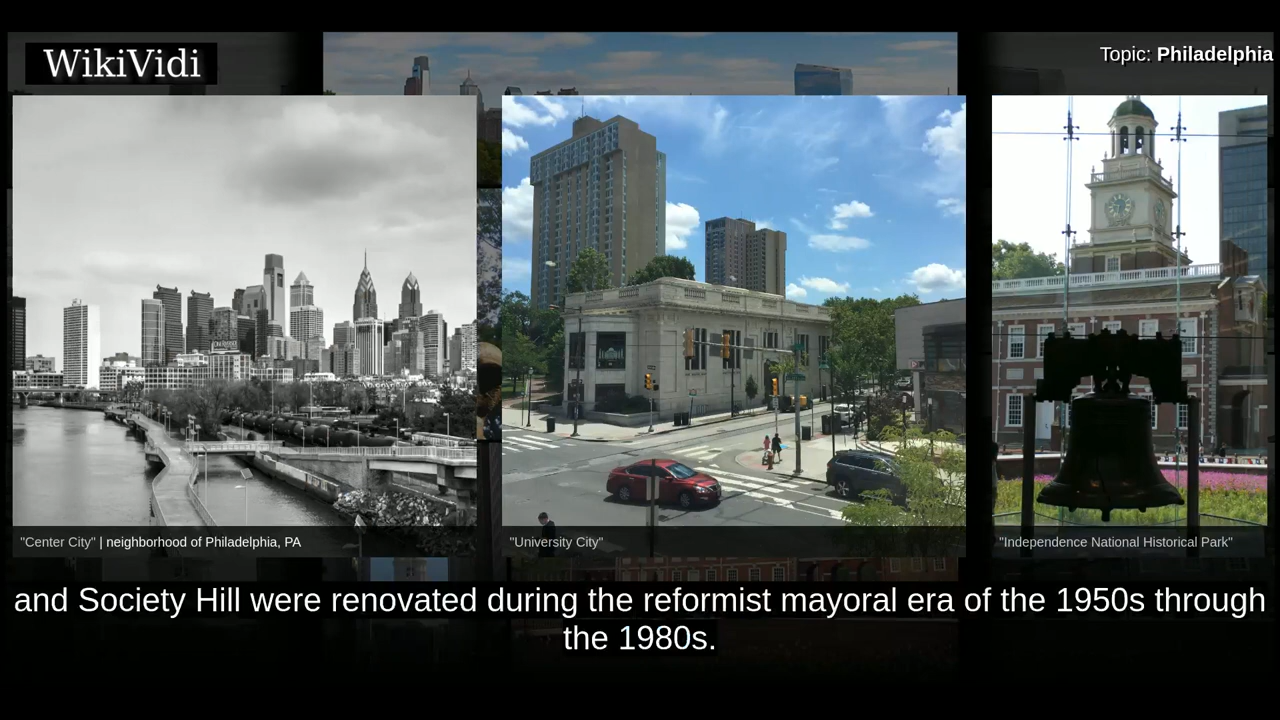 WikiVidi
Topic: Philadelphia
"Center City" | neighborhood of Philadelphia, PA
"University City"
"Independence National Historical Park"
and Society Hill were renovated during the reformist mayoral era of the 1950s through
the 1980s.